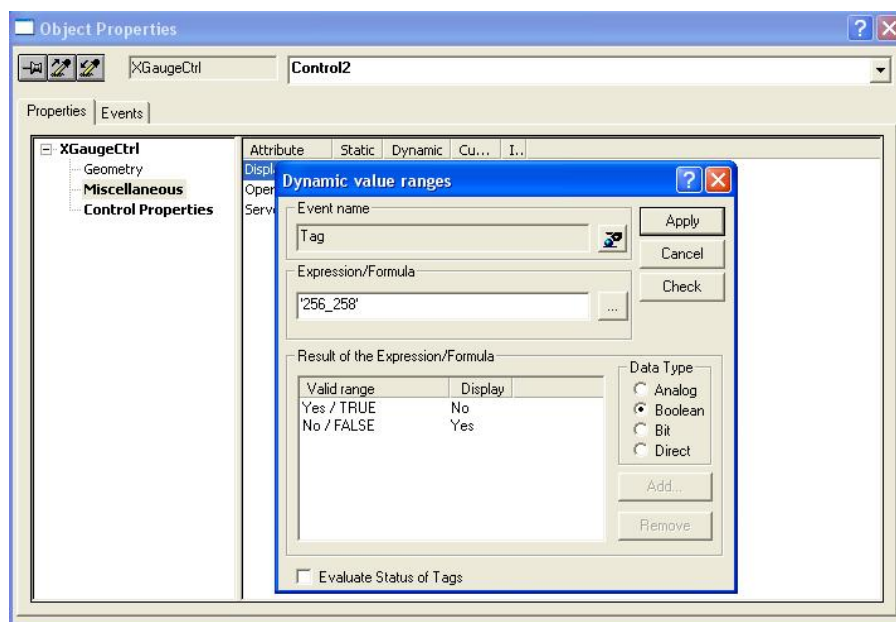 Object Properties
XGaugeCtrl Control2
Properties Events
XGaugeCtrl
Geometry
Miscellaneous
Control Properties
Attribute Static Dynamic Cu... I..
Displ
Oper
Serve
Dynamic value ranges
Event name
Tag
Expression/Formula
'256_258'
...
Apply
Cancel
Check
Result of the Expression/Formula
Valid range Display
Yes / TRUE No
No / FALSE Yes
Data Type
Analog
Boolean
Bit
Direct
Add...
Remove
Evaluate Status of Tags